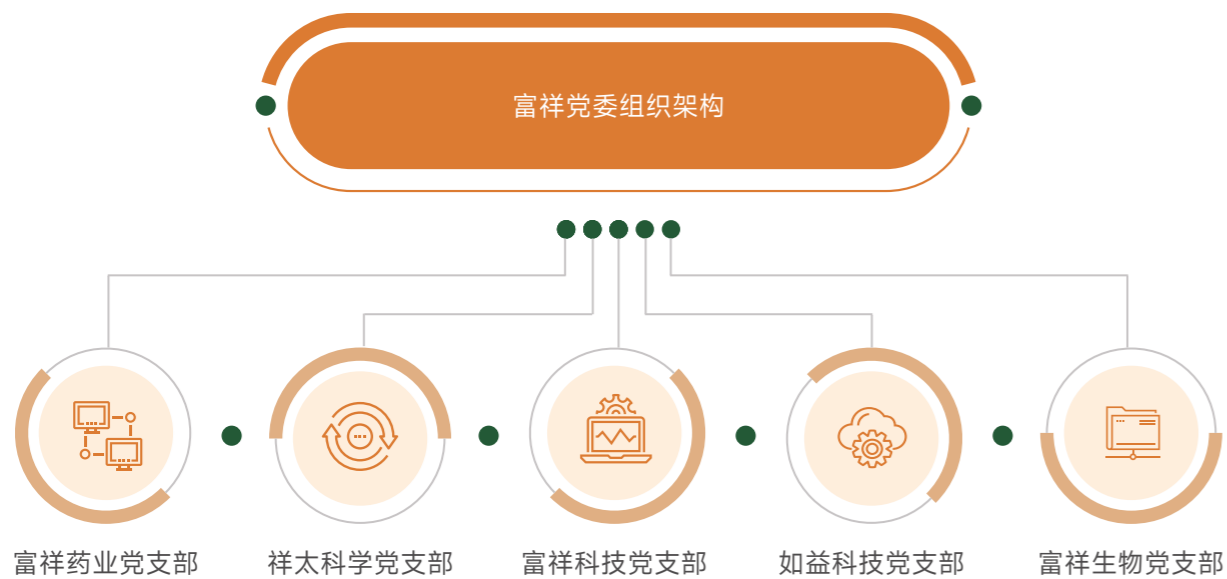 富祥党委组织架构
富祥药业党支部
祥太科学党支部
富祥科技党支部
如益科技党支部
富祥生物党支部